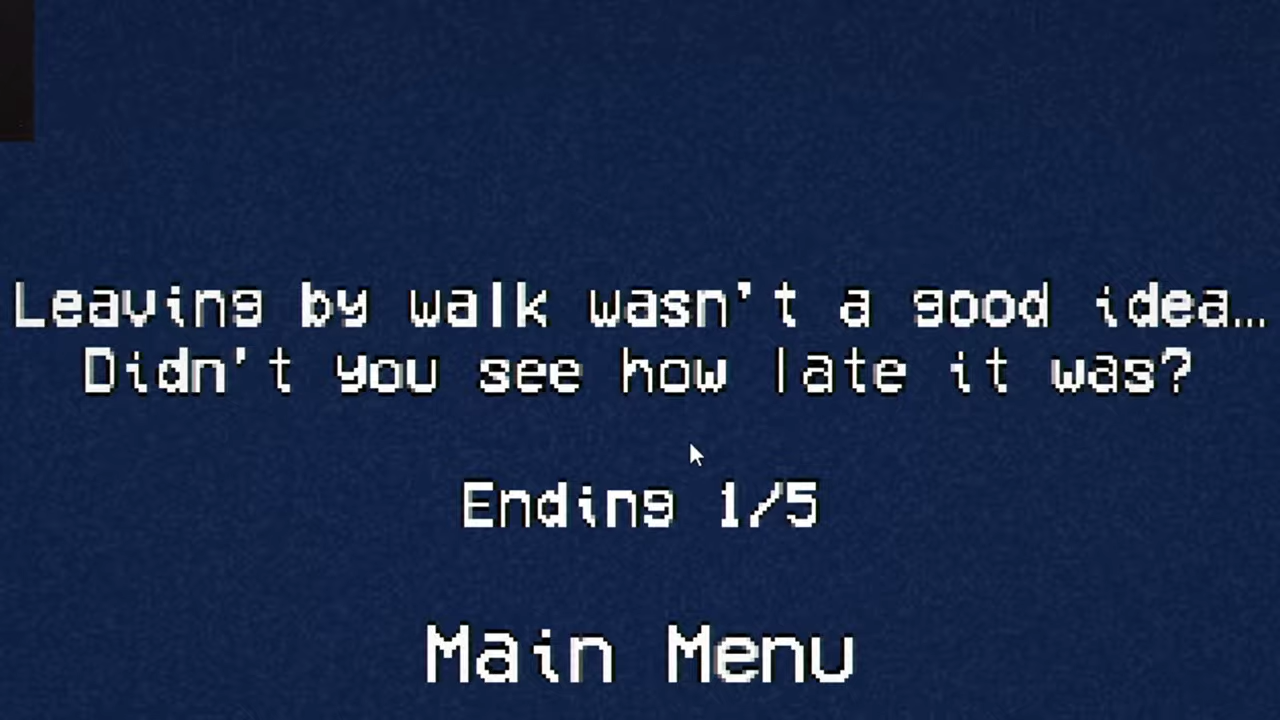 Leaving by walk wasn't a good idea...
Didn't you see how late it was?
Ending 1/5
Main Menu